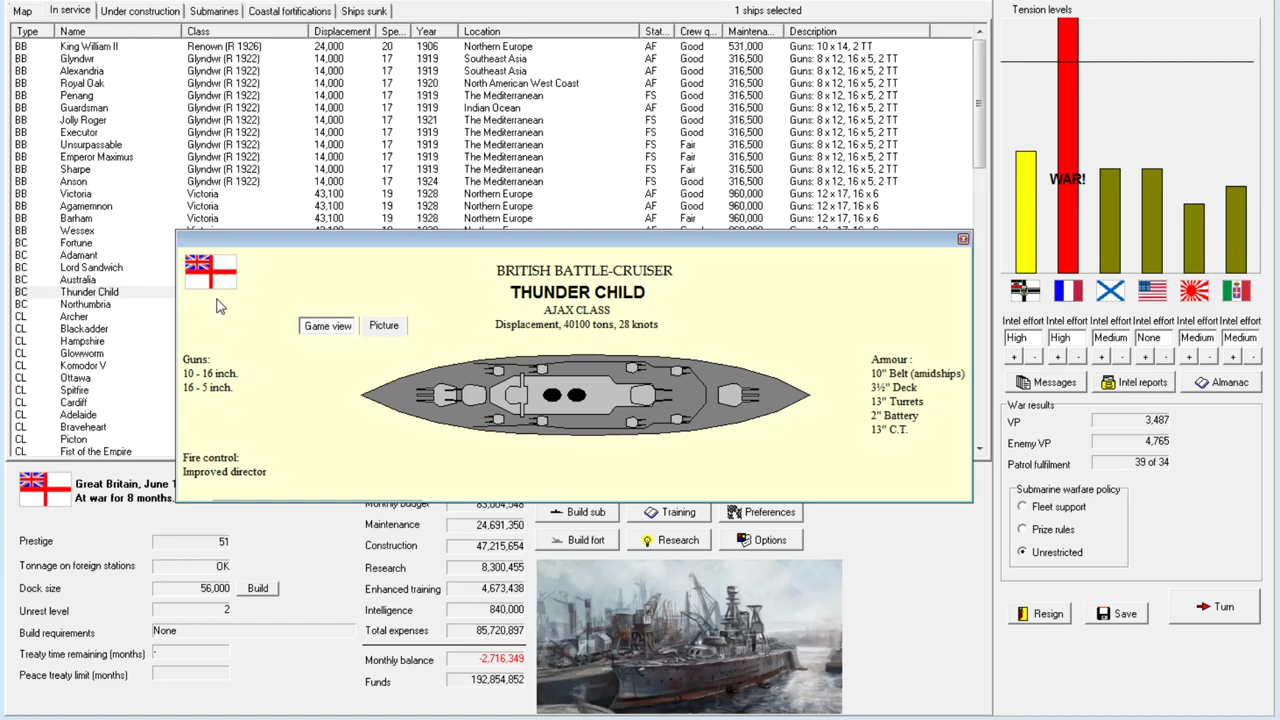 Map In service Under construction Submarines Coastal fortifications Ships sunk 1 ships selected Tension levels
Type Name Class Displacement Spe... Year Location Stat... Crew q... Maintena... Description
BB King William II Renown (R 1926) 24,000 20 1906 Northern Europe AF Good 531,000 Guns: 10 x 14, 2 TT
BB Glyndwr Glyndwr (R 1922) 14,000 17 1919 Southeast Asia AF Good 316,500 Guns: 8 x 12, 16 x 5, 2 TT
BB Alexandria Glyndwr (R 1922) 14,000 17 1919 Southeast Asia AF Good 316,500 Guns: 8 x 12, 16 x 5, 2 TT
BB Royal Oak Glyndwr (R 1922) 14,000 17 1920 North American West Coast AF Good 316,500 Guns: 8 x 12, 16 x 5, 2 TT
BB Penang Glyndwr (R 1922) 14,000 17 1919 The Mediterranean FS Good 316,500 Guns: 8 x 12, 16 x 5, 2 TT
BB Guardsman Glyndwr (R 1922) 14,000 17 1919 Indian Ocean AF Good 316,500 Guns: 8 x 12, 16 x 5, 2 TT
BB Jolly Roger Glyndwr (R 1922) 14,000 17 1921 The Mediterranean FS Good 316,500 Guns: 8 x 12, 16 x 5, 2 TT
BB Executor Glyndwr (R 1922) 14,000 17 1919 The Mediterranean FS Good 316,500 Guns: 8 x 12, 16 x 5, 2 TT
BB Unsurpassable Glyndwr (R 1922) 14,000 17 1919 The Mediterranean FS Fair 316,500 Guns: 8 x 12, 16 x 5, 2 TT
BB Emperor Maximus Glyndwr (R 1922) 14,000 17 1919 The Mediterranean FS Fair 316,500 Guns: 8 x 12, 16 x 5, 2 TT
BB Sharpe Glyndwr (R 1922) 14,000 17 1919 The Mediterranean FS Fair 316,500 Guns: 8 x 12, 16 x 5, 2 TT
BB Anson Glyndwr (R 1922) 14,000 17 1924 The Mediterranean FS Good 316,500 Guns: 8 x 12, 16 x 5, 2 TT
BB Victoria Victoria 43,100 19 1928 Northern Europe AF Good 960,000 Guns: 12 x 17, 16 x 6
BB Agamemnon Victoria 43,100 19 1928 Northern Europe AF Good 960,000 Guns: 12 x 17, 16 x 6
BB Barham Victoria 43,100 19 1928 Northern Europe AF Fair 960,000 Guns: 12 x 17, 16 x 6
BB Wessex
BC Fortune
BC Adamant
BC Lord Sandwich
BC Australia
BC Thunder Child
BC Northumbria
CL Archer
CL Blackadder
CL Hampshire
CL Glowworm
CL Komodor V
CL Ottawa
CL Spitfire
CL Cardiff
CL Adelaide
CL Braveheart
CL Picton
CL Fist of the Empire
BRITISH BATTLE-CRUISER
THUNDER CHILD
AJAX CLASS
Displacement, 40100 tons, 28 knots
Game view Picture
Guns:
10 - 16 inch.
16 - 5 inch.
Armour :
10" Belt (amidships)
3½" Deck
13" Turrets
2" Battery
13" C.T.
Fire control:
Improved director
WAR!
Intel effort Intel effort Intel effort Intel effort Intel effort Intel effort
High High Medium None Medium Medium
+ - + - + - + - + - + -
Messages Intel reports Almanac
War results
VP 3,487
Enemy VP 4,765
Patrol fulfilment 39 of 34
Submarine warfare policy
Fleet support
Prize rules
Unrestricted
Resign Save Turn
Great Britain, June 1
At war for 8 months.
Prestige 51
Tonnage on foreign stations OK
Dock size 56,000 Build
Unrest level 2
Build requirements None
Treaty time remaining (months) -
Peace treaty limit (months)
Monthly budget 83,004,548
Maintenance 24,691,350
Construction 47,215,654
Research 8,300,455
Enhanced training 4,673,438
Intelligence 840,000
Total expenses 85,720,897
Monthly balance -2,716,349
Funds 192,854,852
Build sub Training Preferences
Build fort Research Options